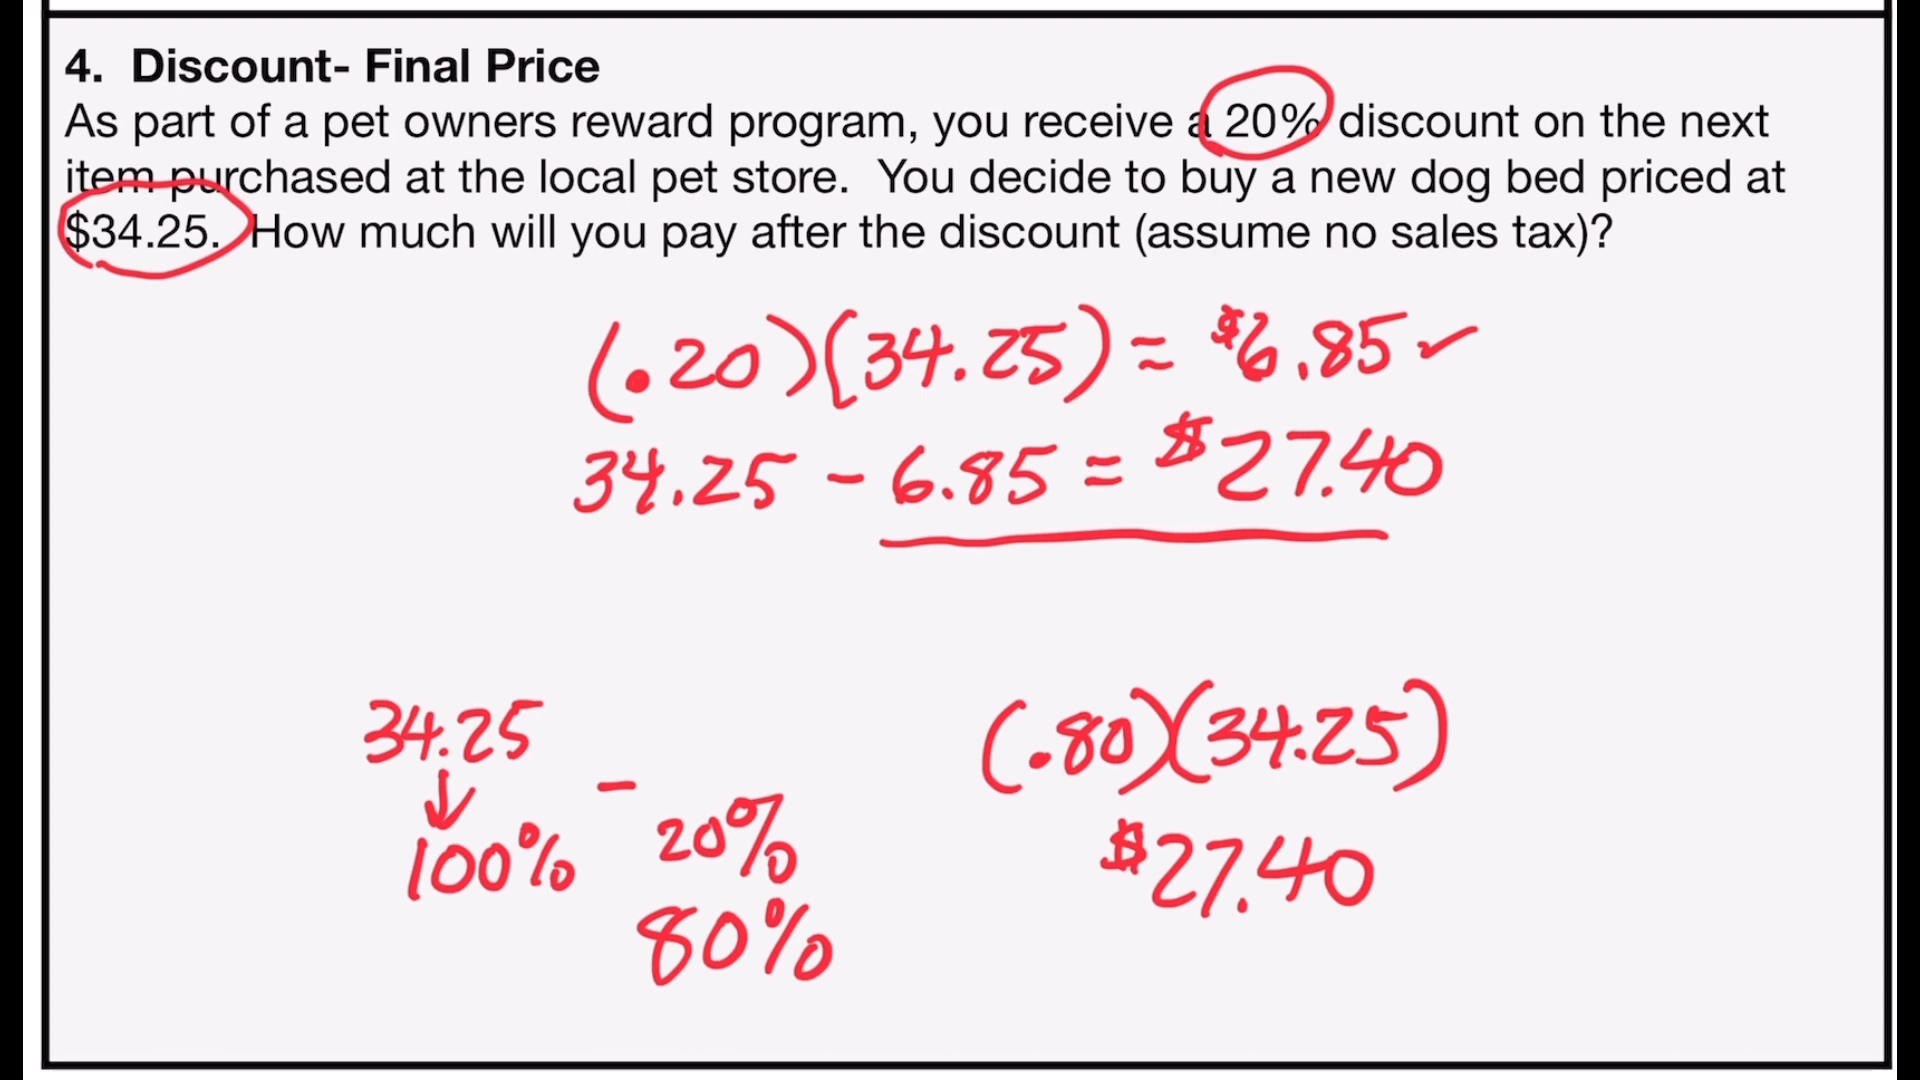 4. Discount- Final Price
As part of a pet owners reward program, you receive a 20% discount on the next
item purchased at the local pet store. You decide to buy a new dog bed priced at
$34.25. How much will you pay after the discount (assume no sales tax)?
(.20)(34.25) = $6.85 ✓
34.25 - 6.85 = $27.40
34.25
↓
100% - 20%
80%
(.80)(34.25)
$27.40